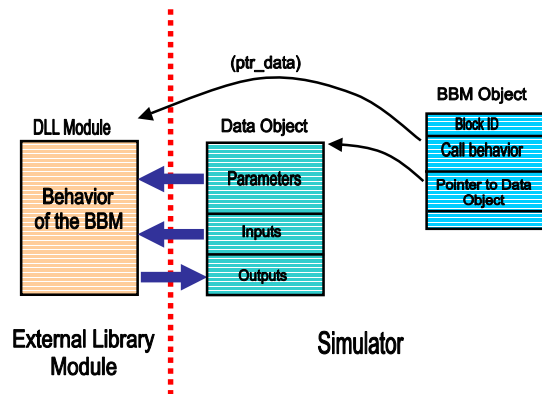 (ptr_data)
BBM Object
DLL Module
Data Object
Block ID
Call behavior
Pointer to Data
Object
Behavior
of the BBM
Parameters
Inputs
Outputs
External Library
Module
Simulator